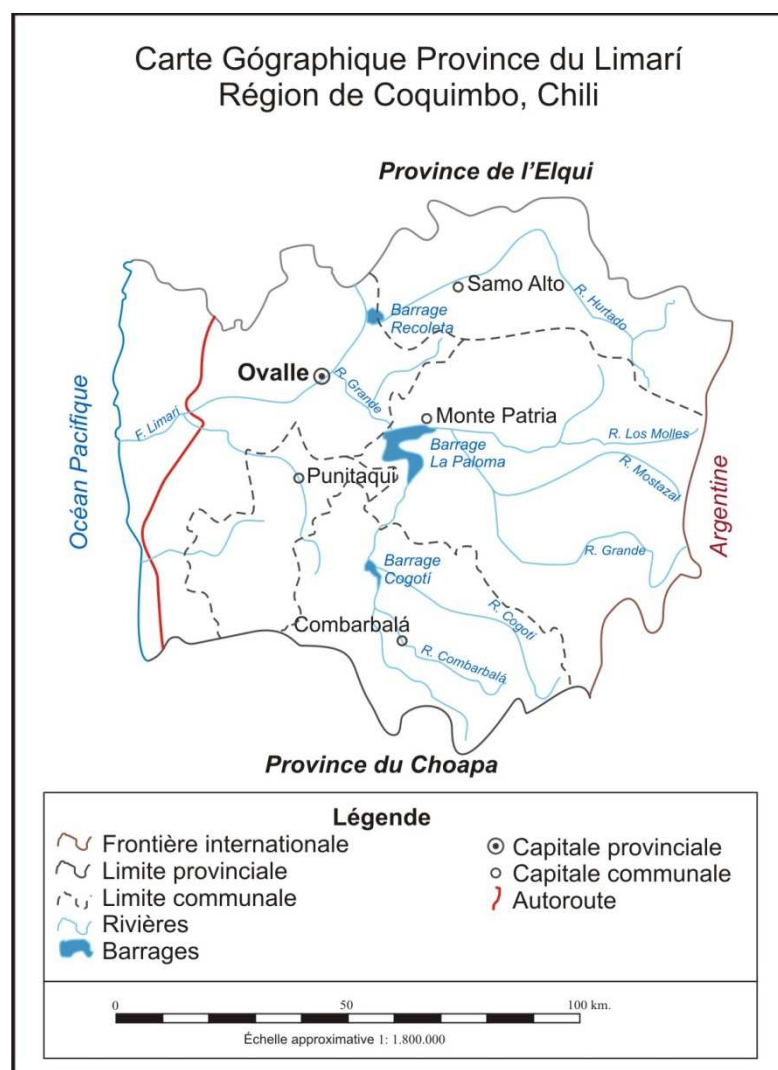 Carte Gógraphique Province du Limarí
Région de Coquimbo, Chili
Province de l'Elqui
Samo Alto
R. Hurtado
Barrage
Recoleta
Ovalle
R. Grande
Océan Pacifique
F. Limarí
Monte Patria
R. Los Molles
Barrage
La Paloma
R. Mostazal
Punitaqui
Argentine
R. Grande
Barrage
Cogotí
R. Cogotí
Combarbalá
R. Combarbalá
Province du Choapa
Légende
Frontière internationale
Limite provinciale
Limite communale
Rivières
Barrages
Capitale provinciale
Capitale communale
Autoroute
0 50 100 km.
Échelle approximative 1: 1.800.000